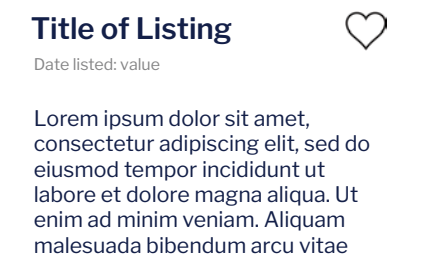 Title of Listing
Date listed: value
Lorem ipsum dolor sit amet,
consectetur adipiscing elit, sed do
eiusmod tempor incididunt ut
labore et dolore magna aliqua. Ut
enim ad minim veniam. Aliquam
malesuada bibendum arcu vitae